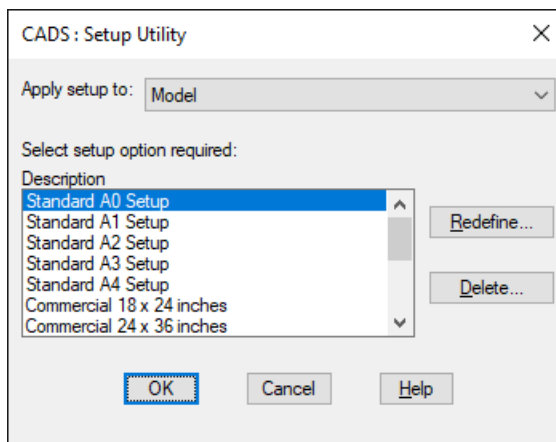 CADS : Setup Utility
Apply setup to: Model
Select setup option required:
Description
Standard A0 Setup
Standard A1 Setup
Standard A2 Setup
Standard A3 Setup
Standard A4 Setup
Commercial 18 x 24 inches
Commercial 24 x 36 inches
Redefine...
Delete...
OK Cancel Help